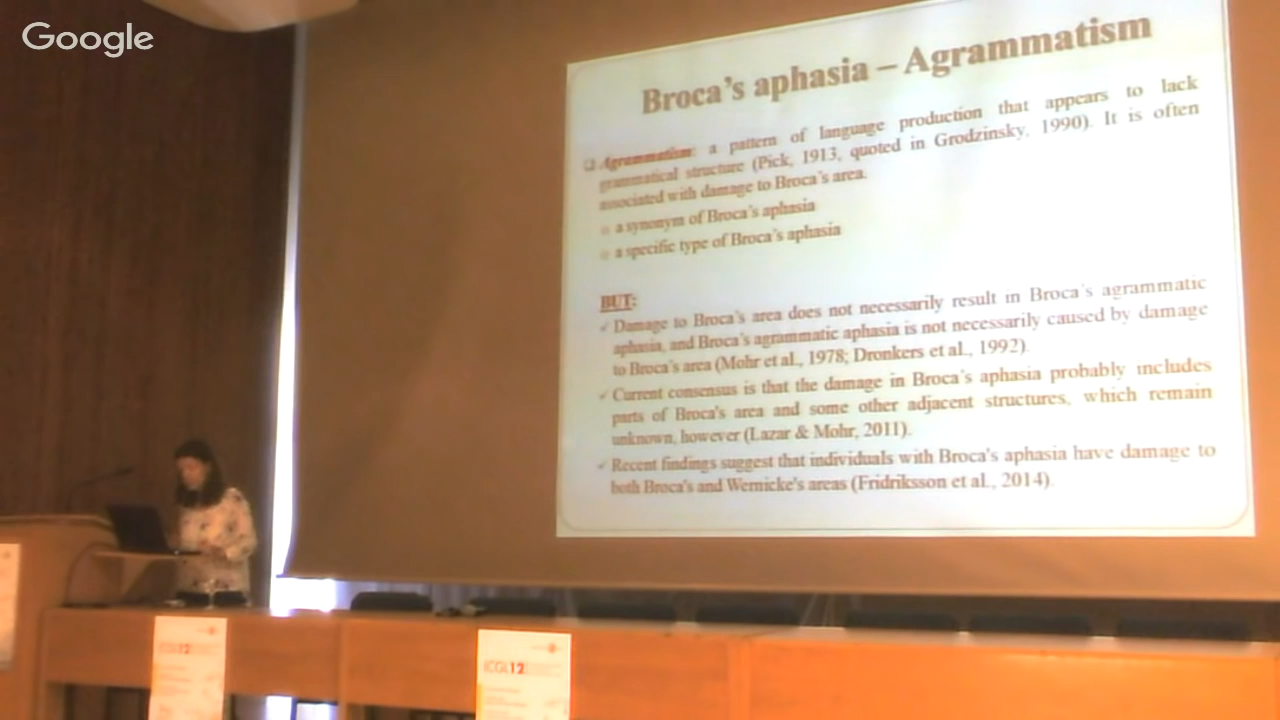 Google
Broca's aphasia – Agrammatism
❑ Agrammatism: a pattern of language production that appears to lack
grammatical structure (Pick, 1913, quoted in Grodzinsky, 1990). It is often
associated with damage to Broca's area.
a synonym of Broca's aphasia
a specific type of Broca's aphasia
BUT:
✓ Damage to Broca's area does not necessarily result in Broca's agrammatic
aphasia, and Broca's agrammatic aphasia is not necessarily caused by damage
to Broca's area (Mohr et al., 1978; Dronkers et al., 1992).
✓ Current consensus is that the damage in Broca's aphasia probably includes
parts of Broca's area and some other adjacent structures, which remain
unknown, however (Lazar & Mohr, 2011).
✓ Recent findings suggest that individuals with Broca's aphasia have damage to
both Broca's and Wernicke's areas (Fridriksson et al., 2014).
ICGL12
ICGL12